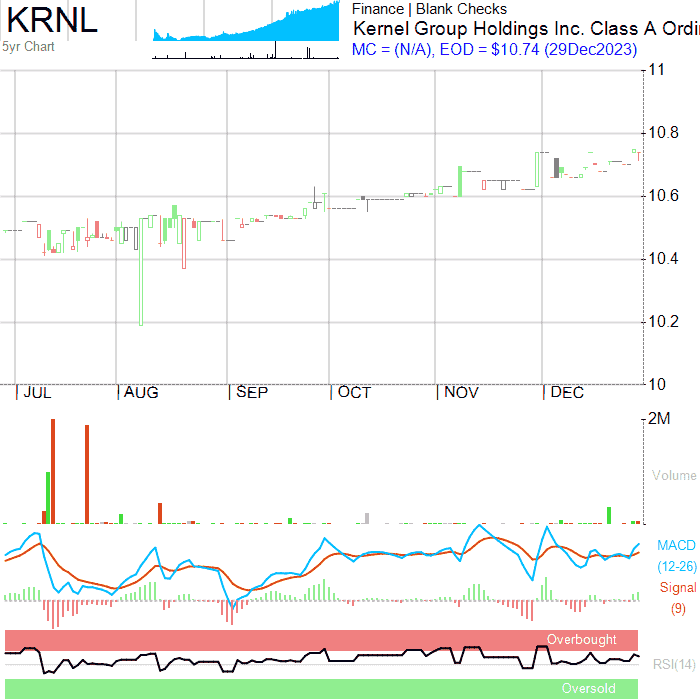 KRNL
5yr Chart
Finance | Blank Checks
Kernel Group Holdings Inc. Class A Ordi
MC = (N/A), EOD = $10.74 (29Dec2023)
11
10.8
10.6
10.4
10.2
10
JUL
AUG
SEP
OCT
NOV
DEC
2M
Volume
MACD
(12-26)
Signal
(9)
Overbought
RSI(14)
Oversold